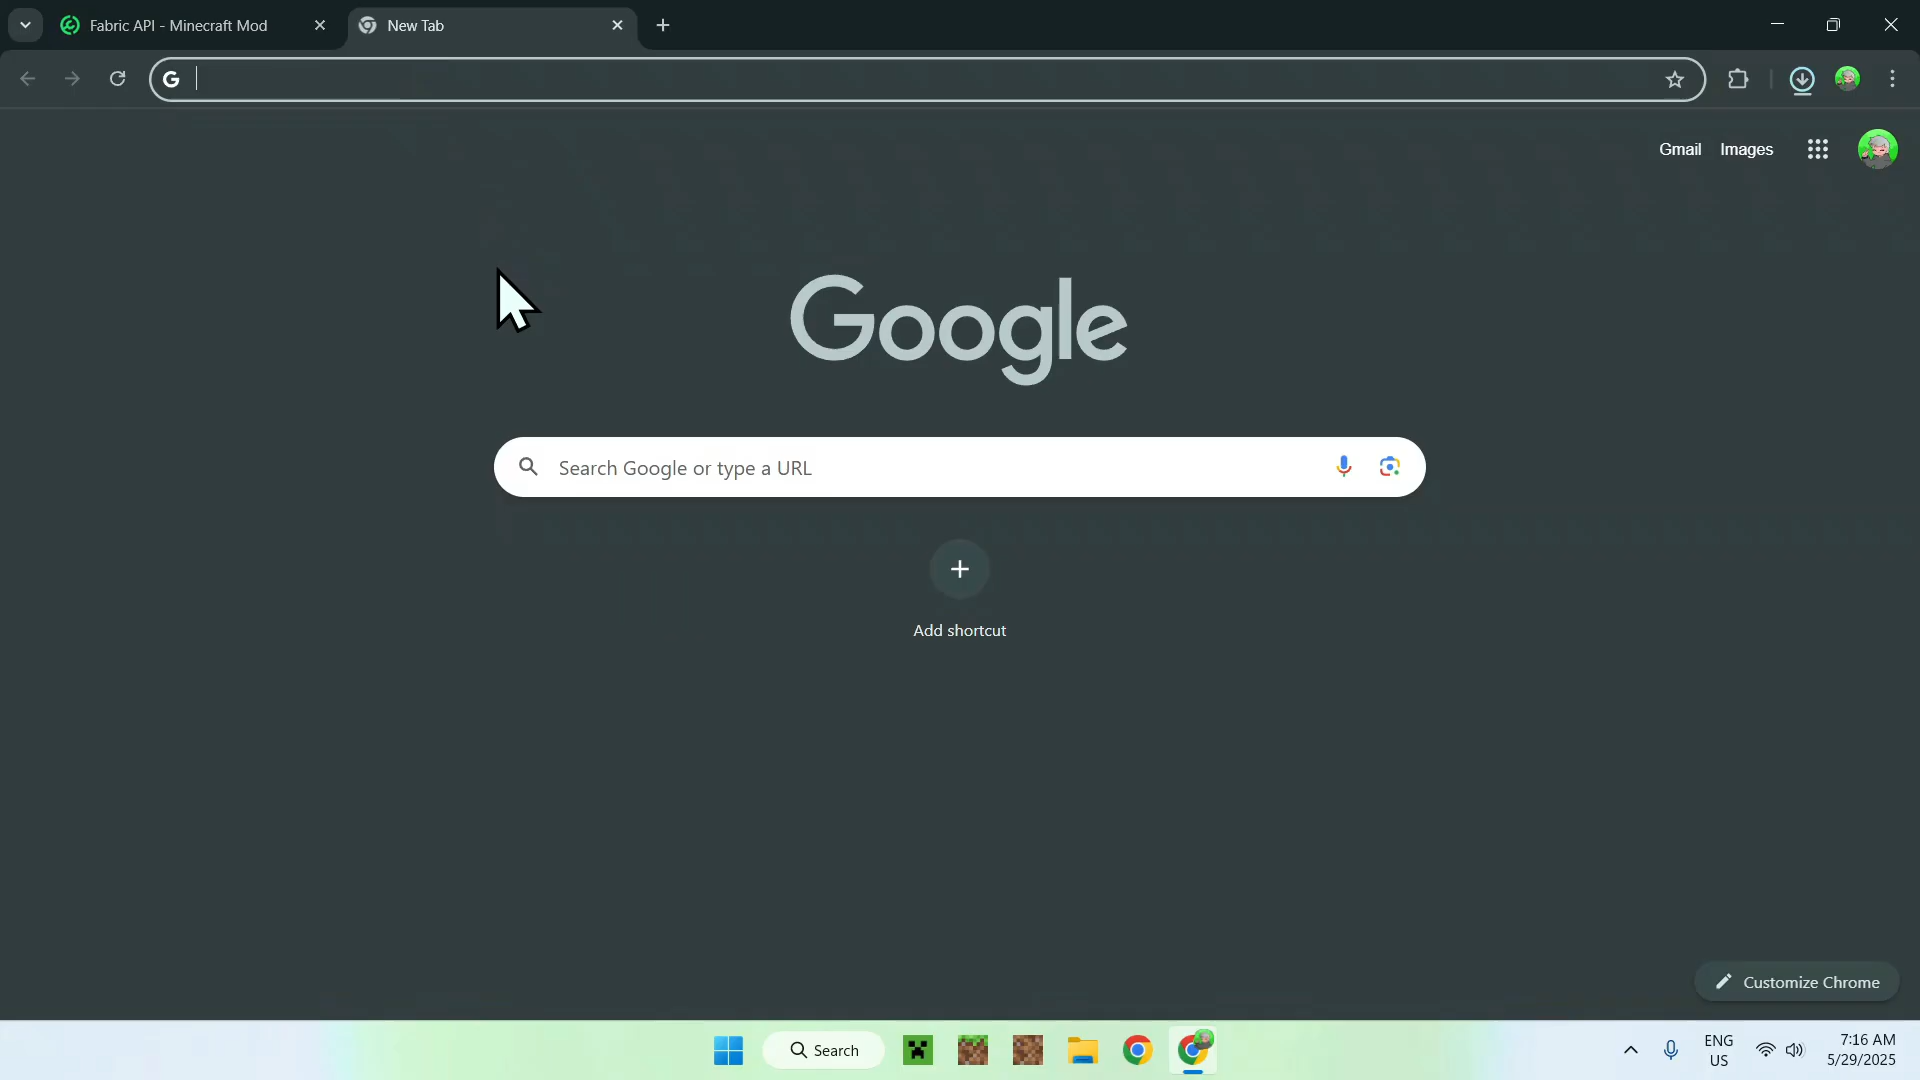 Fabric API - Minecraft Mod
New Tab
Gmail Images
Google
Search Google or type a URL
Add shortcut
Customize Chrome
Search
ENG
US
7:16 AM
5/29/2025